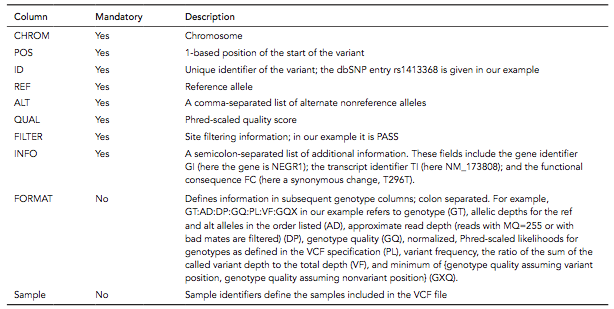 Column Mandatory Description
CHROM Yes Chromosome
POS Yes 1-based position of the start of the variant
ID Yes Unique identifier of the variant; the dbSNP entry rs1413368 is given in our example
REF Yes Reference allele
ALT Yes A comma-separated list of alternate nonreference alleles
QUAL Yes Phred-scaled quality score
FILTER Yes Site filtering information; in our example it is PASS
INFO Yes A semicolon-separated list of additional information. These fields include the gene identifier
GI (here the gene is NEGR1); the transcript identifier TI (here NM_173808); and the functional
consequence FC (here a synonymous change, T296T).
FORMAT No Defines information in subsequent genotype columns; colon separated. For example,
GT:AD:DP:GQ:PL:VF:GQX in our example refers to genotype (GT), allelic depths for the ref
and alt alleles in the order listed (AD), approximate read depth (reads with MQ=255 or with
bad mates are filtered) (DP), genotype quality (GQ), normalized, Phred-scaled likelihoods for
genotypes as defined in the VCF specification (PL), variant frequency, the ratio of the sum of
the called variant depth to the total depth (VF), and minimum of {genotype quality assuming variant
position, genotype quality assuming nonvariant position} (GXQ).
Sample No Sample identifiers define the samples included in the VCF file